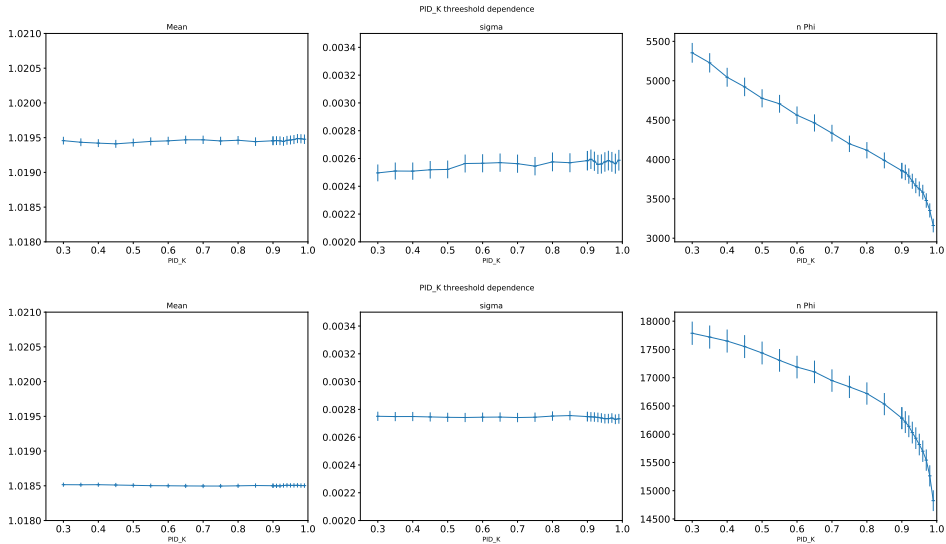 PID_K threeshold dependence
Mean
sigma
n Phi
1.0210
1.0205
1.0200
1.0195
1.0190
1.0185
1.0180
0.3 0.4 0.5 0.6 0.7 0.8 0.9 1.0
PID_K
0.0034
0.0032
0.0030
0.0028
0.0026
0.0024
0.0022
0.0020
0.3 0.4 0.5 0.6 0.7 0.8 0.9 1.0
PID_K
5500
5000
4500
4000
3500
3000
0.3 0.4 0.5 0.6 0.7 0.8 0.9 1.0
PID_K
PID_K threeshold dependence
Mean
sigma
n Phi
1.0210
1.0205
1.0200
1.0195
1.0190
1.0185
1.0180
0.3 0.4 0.5 0.6 0.7 0.8 0.9 1.0
PID_K
0.0034
0.0032
0.0030
0.0028
0.0026
0.0024
0.0022
0.0020
0.3 0.4 0.5 0.6 0.7 0.8 0.9 1.0
PID_K
18000
17500
17000
16500
16000
15500
15000
14500
0.3 0.4 0.5 0.6 0.7 0.8 0.9 1.0
PID_K